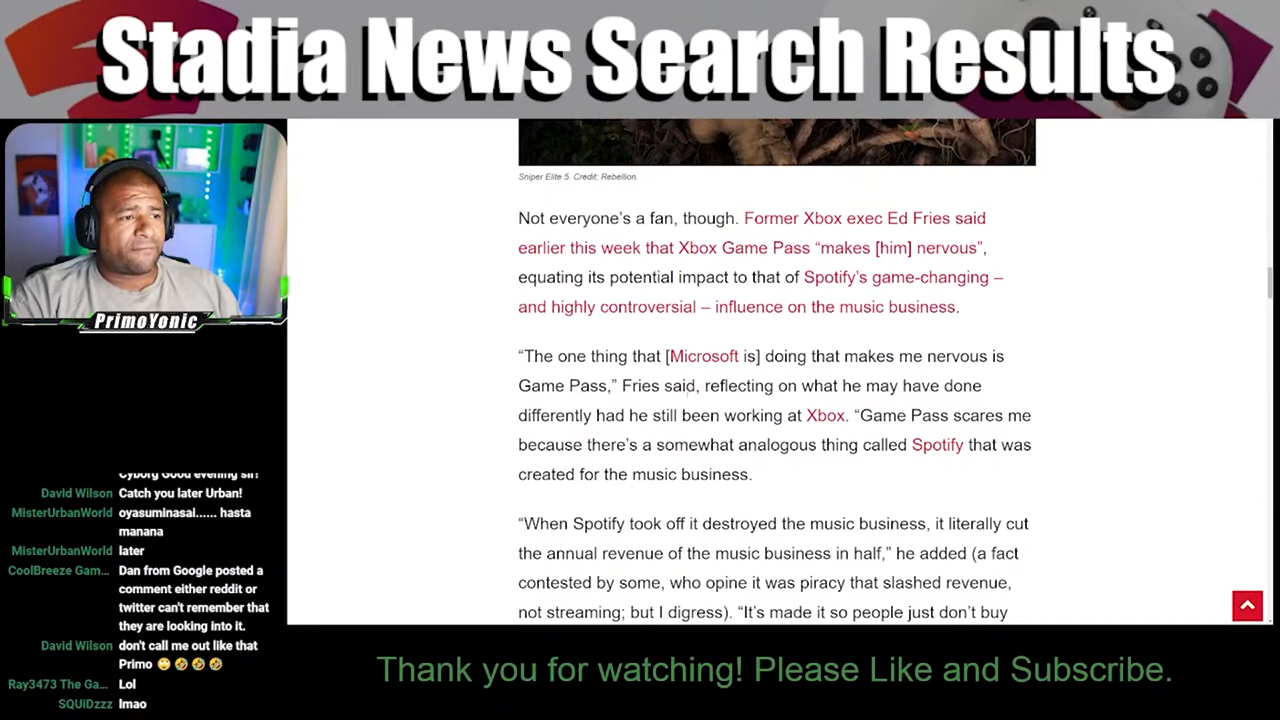 Stadia News Search Results
Sniper Elite 5. Credit: Rebellion.
Not everyone’s a fan, though. Former Xbox exec Ed Fries said
earlier this week that Xbox Game Pass “makes [him] nervous”,
equating its potential impact to that of Spotify’s game-changing –
and highly controversial – influence on the music business.
“The one thing that [Microsoft is] doing that makes me nervous is
Game Pass,” Fries said, reflecting on what he may have done
differently had he still been working at Xbox. “Game Pass scares me
because there’s a somewhat analogous thing called Spotify that was
created for the music business.
“When Spotify took off it destroyed the music business, it literally cut
the annual revenue of the music business in half,” he added (a fact
contested by some, who opine it was piracy that slashed revenue,
not streaming; but I digress). “It’s made it so people just don’t buy
PrimoYonic
Cyborg Good evening sir!
David Wilson Catch you later Urban!
MisterUrbanWorld oyasuminasai...... hasta
manana
MisterUrbanWorld later
CoolBreeze Gam... Dan from Google posted a
comment either reddit or
twitter can't remember that
they are looking into it.
David Wilson don't call me out like that
Primo 🙄 🤣 🤣 🤣
Ray3473 The Ga... Lol
SQUiDzzz lmao
Thank you for watching! Please Like and Subscribe.